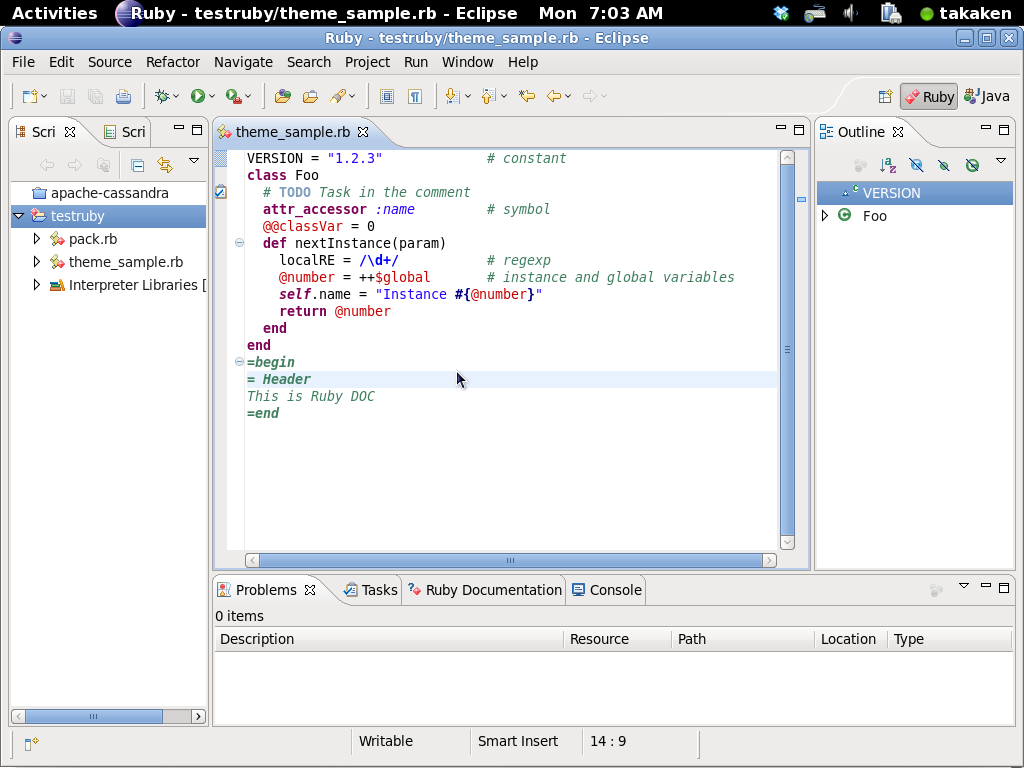 Activities Ruby - testruby/theme_sample.rb - Eclipse Mon 7:03 AM takaken
Ruby - testruby/theme_sample.rb - Eclipse
File Edit Source Refactor Navigate Search Project Run Window Help
Ruby Java
Scri Scri
theme_sample.rb
Outline
apache-cassandra
testruby
pack.rb
theme_sample.rb
Interpreter Libraries [
VERSION = "1.2.3" # constant
class Foo
# TODO Task in the comment
attr_accessor :name # symbol
@@classVar = 0
def nextInstance(param)
localRE = /\d+/ # regexp
@number = ++$global # instance and global variables
self.name = "Instance #{@number}"
return @number
end
end
=begin
= Header
This is Ruby DOC
=end
VERSION
Foo
Problems Tasks Ruby Documentation Console
0 items
Description Resource Path Location Type
Writable Smart Insert 14 : 9